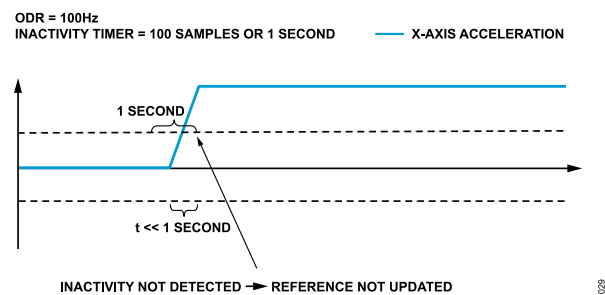 ODR = 100Hz
INACTIVITY TIMER = 100 SAMPLES OR 1 SECOND
X-AXIS ACCELERATION
1 SECOND
t << 1 SECOND
INACTIVITY NOT DETECTED → REFERENCE NOT UPDATED
029